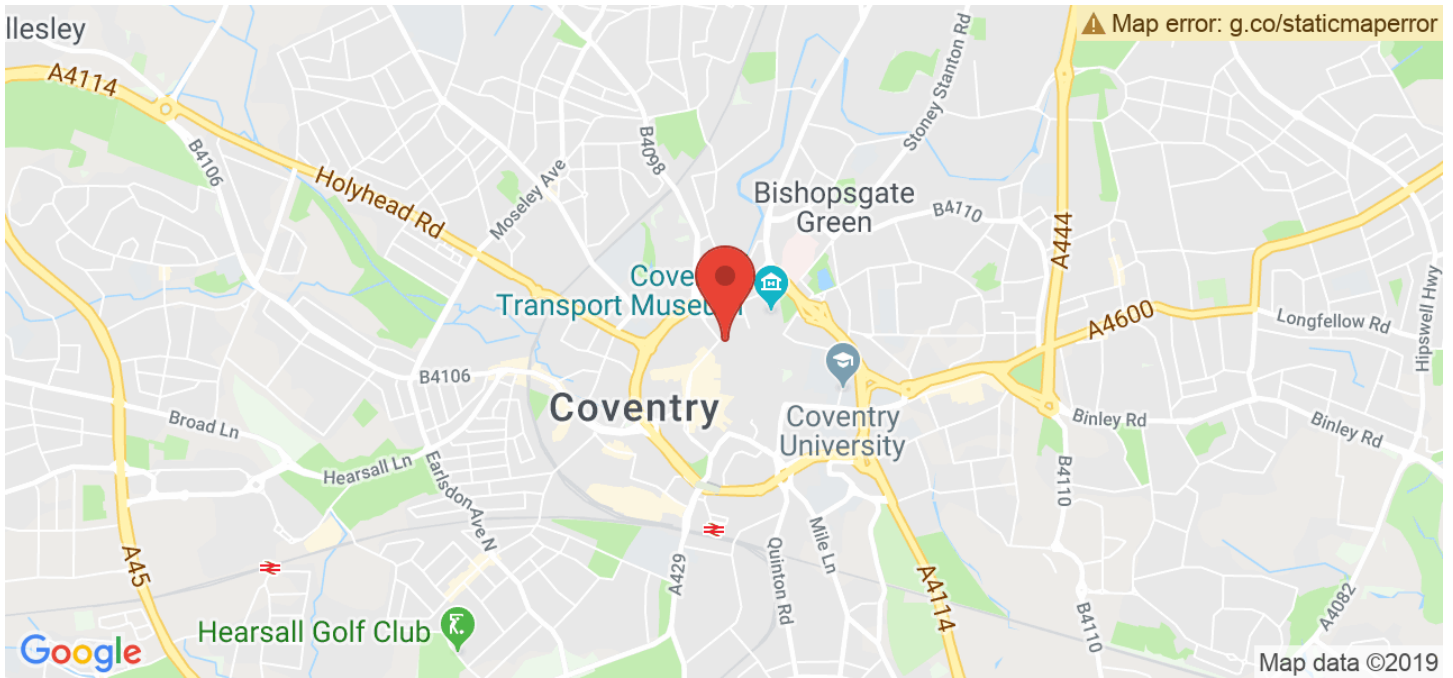 llesley
Map error: g.co/staticmaperror
A4114
B4106
Holyhead Rd
Moseley Ave
B4098
Stoney Stanton Rd
Bishopsgate
Green
B4110
A444
Cove
Transport Museum
A4600
Longfellow Rd
Hipswell Hwy
B4106
Coventry
Coventry
University
Binley Rd
Binley Rd
Broad Ln
Hearsall Ln
Earlsdon Ave N
B4110
A45
A429
Quinton Rd
Mile Ln
A4114
B4110
A4082
Hearsall Golf Club
Google
Map data ©2019